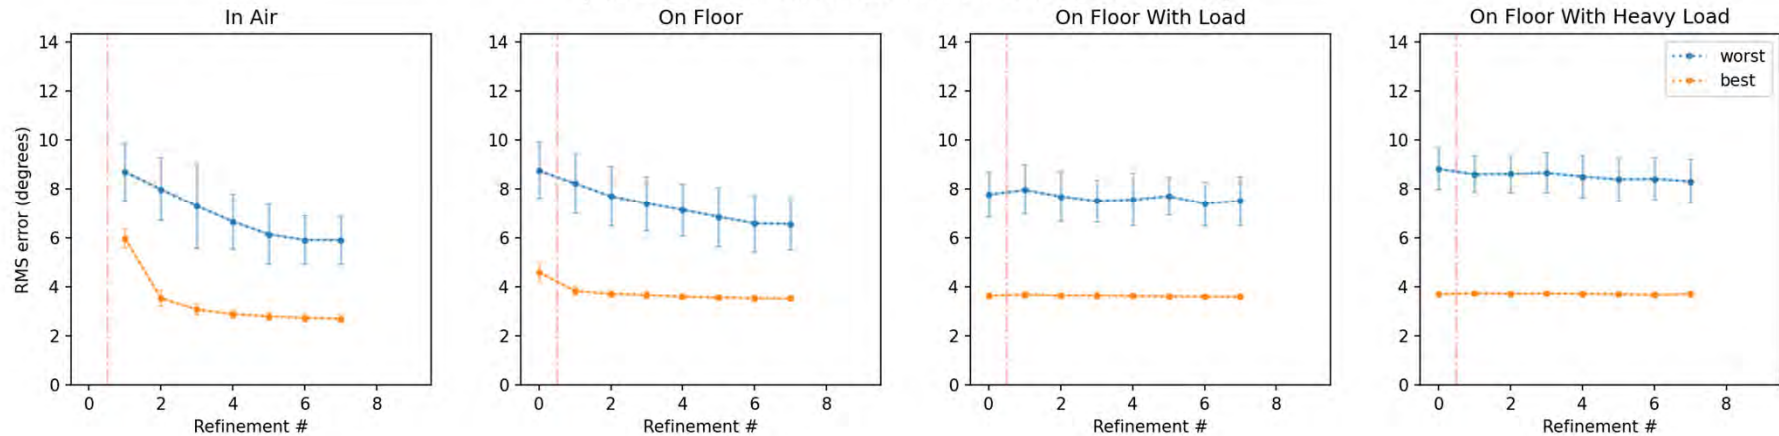 In Air
On Floor
On Floor With Load
On Floor With Heavy Load
RMS error (degrees)
14
12
10
8
6
4
2
0
0 2 4 6 8
Refinement #
14
12
10
8
6
4
2
0
0 2 4 6 8
Refinement #
14
12
10
8
6
4
2
0
0 2 4 6 8
Refinement #
14
12
10
8
6
4
2
0
0 2 4 6 8
Refinement #
worst
best